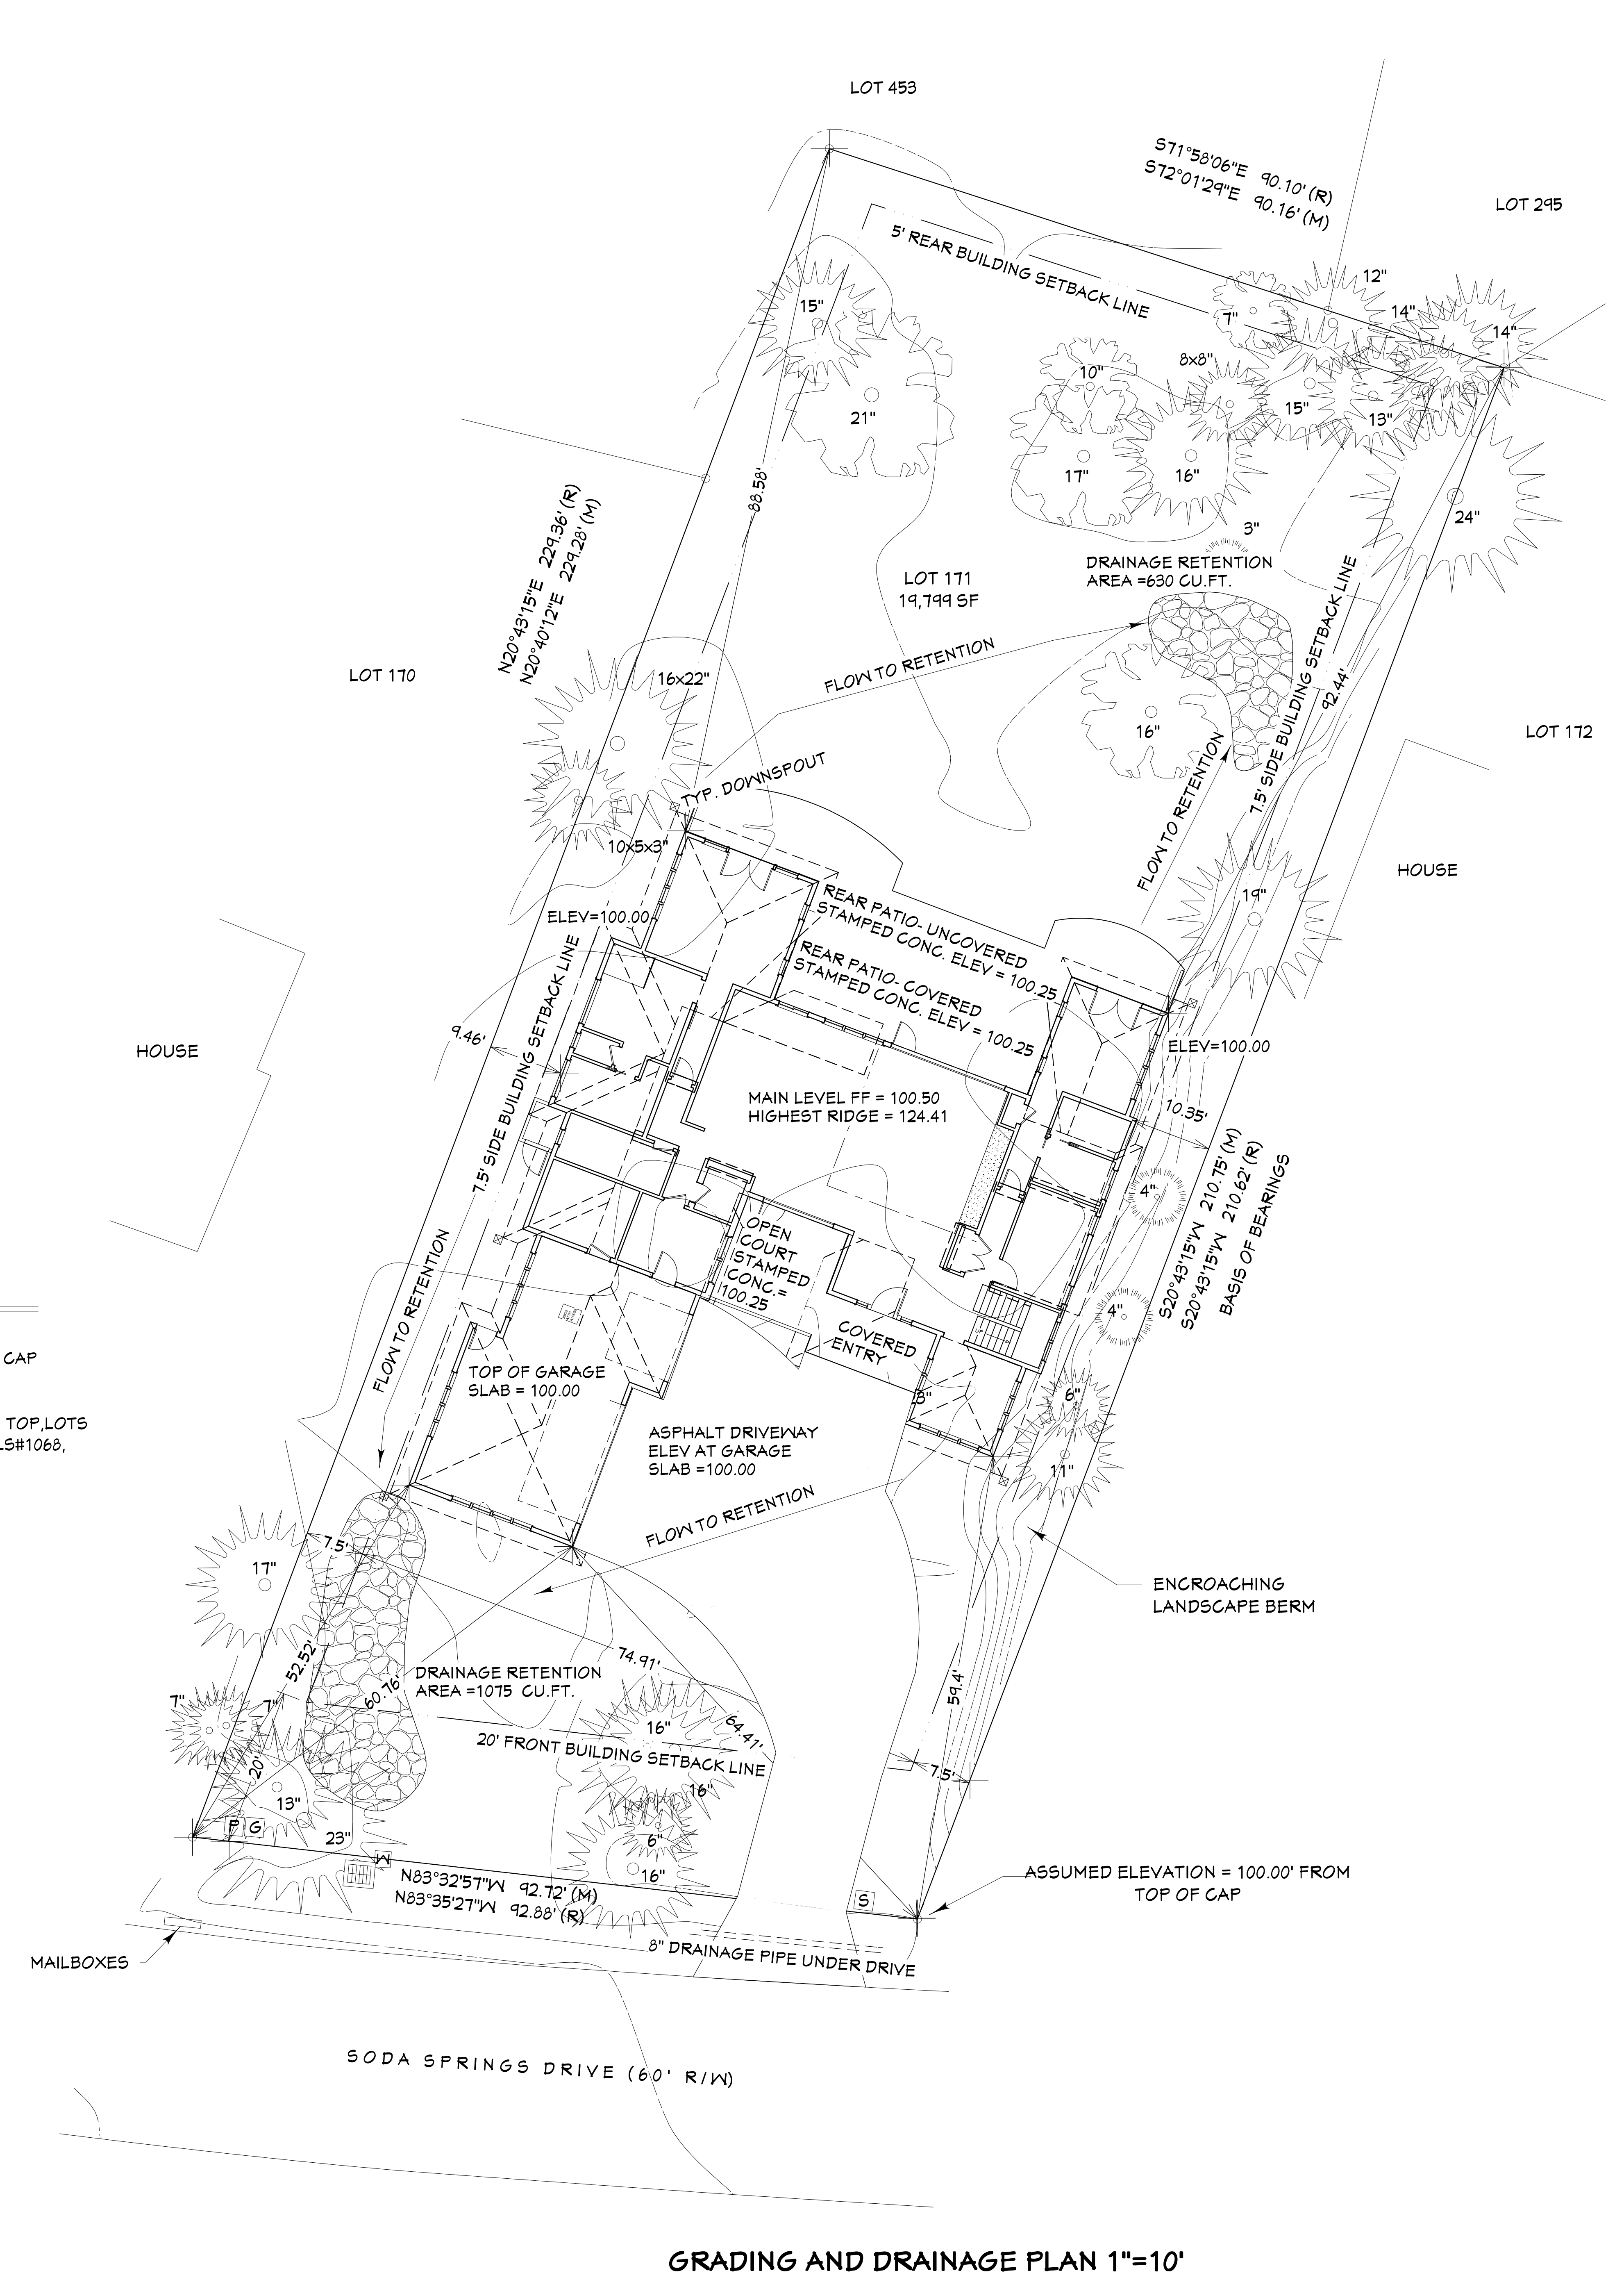 LOT 453
S71°58'06"E 90.10' (R)
S72°01'29"E 90.16' (M)
LOT 295
5' REAR BUILDING SETBACK LINE
12"
15"
7"
14"
14"
8x8"
10"
21"
15"
13"
17"
16"
24"
88.58'
3"
N20°43'15"E 229.36' (R)
N20°40'12"E 229.28' (M)
DRAINAGE RETENTION
AREA =630 CU.FT.
LOT 171
19,799 SF
7.5' SIDE BUILDING SETBACK LINE
FLOW TO RETENTION
LOT 170
16x22"
92.44'
16"
LOT 172
FLOW TO RETENTION
TYP. DOWNSPOUT
10x5x3"
HOUSE
19"
REAR PATIO- UNCOVERED
STAMPED CONC. ELEV = 100.25
ELEV=100.00
REAR PATIO- COVERED
STAMPED CONC. ELEV = 100.25
7.5' SIDE BUILDING SETBACK LINE
9.46'
HOUSE
ELEV=100.00
MAIN LEVEL FF = 100.50
HIGHEST RIDGE = 124.41
10.35'
S20°43'15"W 210.75' (M)
S20°43'15"W 210.62' (R)
BASIS OF BEARINGS
4"
OPEN
COURT
STAMPED
CONC.=
100.25
FLOW TO RETENTION
4"
COVERED
ENTRY
CAP
TOP OF GARAGE
SLAB = 100.00
8"
6"
TOP,LOTS
LS#1068,
ASPHALT DRIVEWAY
ELEV AT GARAGE
SLAB =100.00
11"
FLOW TO RETENTION
7.5'
17"
ENCROACHING
LANDSCAPE BERM
52.52'
74.91'
DRAINAGE RETENTION
AREA =1075 CU.FT.
60.76'
59.4'
7"
7"
16"
64.41'
20' FRONT BUILDING SETBACK LINE
20'
7.5'
16"
13"
P G
23"
6"
16"
W
N83°32'57"W 92.72' (M)
N83°35'27"W 92.88' (R)
S
ASSUMED ELEVATION = 100.00' FROM
TOP OF CAP
8" DRAINAGE PIPE UNDER DRIVE
MAILBOXES
SODA SPRINGS DRIVE (60' R/W)
GRADING AND DRAINAGE PLAN 1"=10'